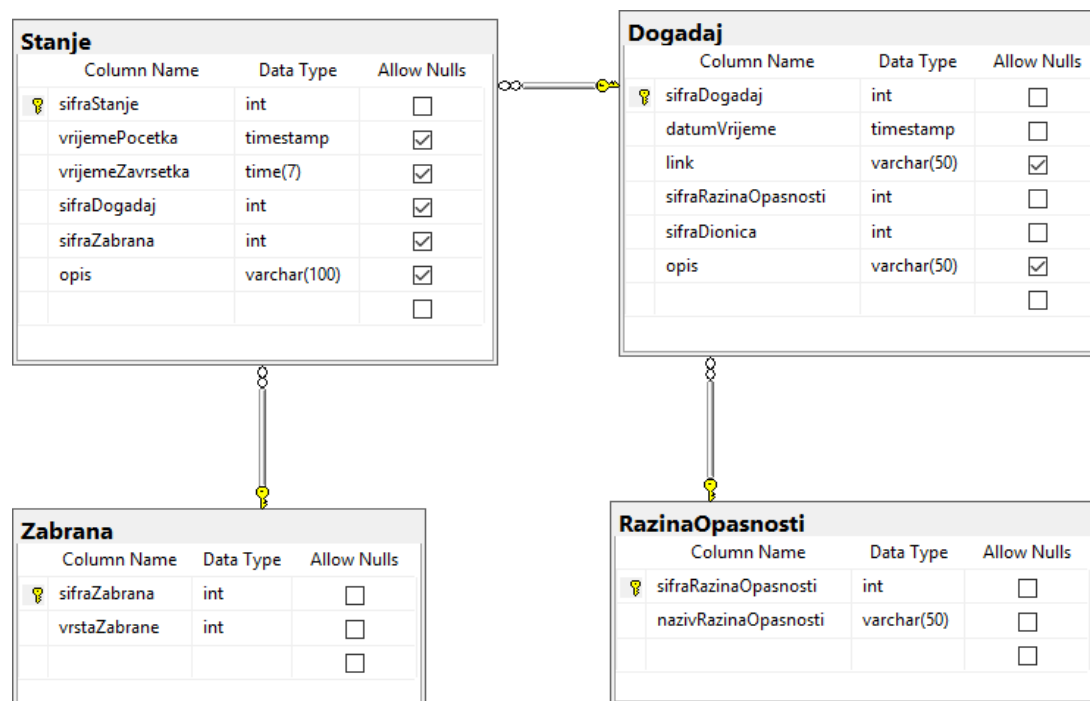 Stanje
Column Name Data Type Allow Nulls
sifraStanje int
vrijemePocetka timestamp
vrijemeZavrsetka time(7)
sifraDogadaj int
sifraZabrana int
opis varchar(100)
Dogadaj
Column Name Data Type Allow Nulls
sifraDogadaj int
datumVrijeme timestamp
link varchar(50)
sifraRazinaOpasnosti int
sifraDionica int
opis varchar(50)
Zabrana
Column Name Data Type Allow Nulls
sifraZabrana int
vrstaZabrane int
RazinaOpasnosti
Column Name Data Type Allow Nulls
sifraRazinaOpasnosti int
nazivRazinaOpasnosti varchar(50)